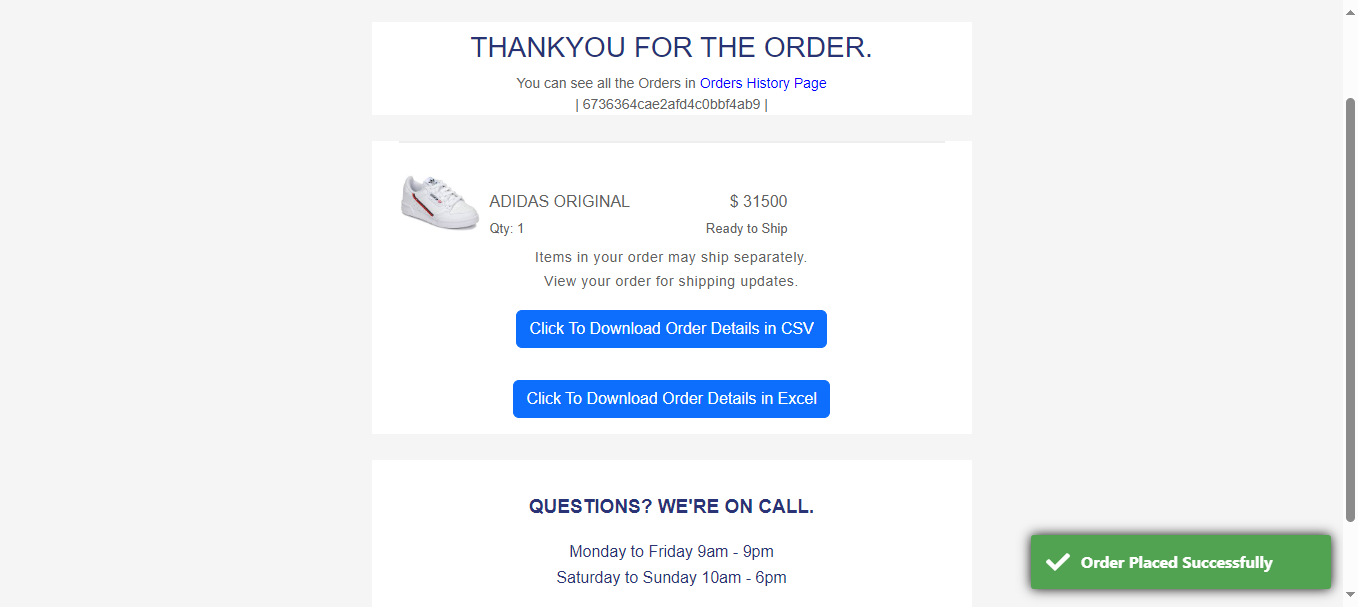 THANKYOU FOR THE ORDER.
You can see all the Orders in Orders History Page
| 6736364cae2afd4c0bbf4ab9 |
ADIDAS ORIGINAL $ 31500
Qty: 1 Ready to Ship
Items in your order may ship separately.
View your order for shipping updates.
Click To Download Order Details in CSV
Click To Download Order Details in Excel
QUESTIONS? WE'RE ON CALL.
Monday to Friday 9am - 9pm
Saturday to Sunday 10am - 6pm
Order Placed Successfully